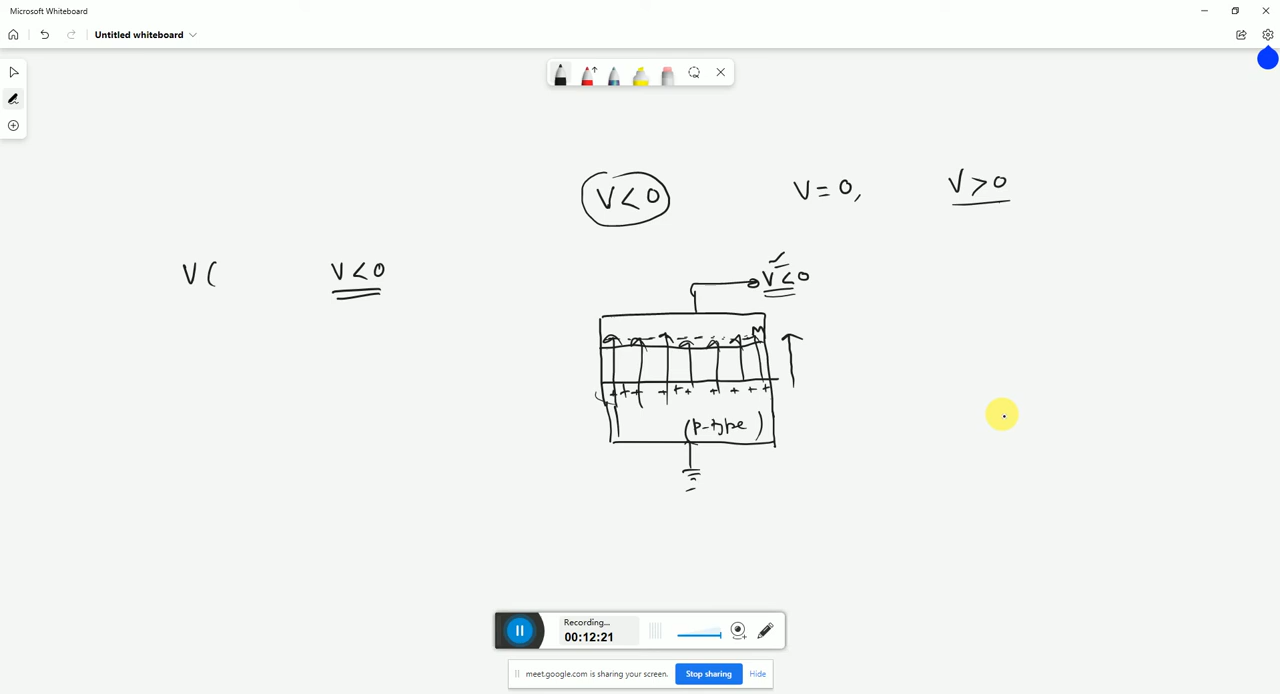 Microsoft Whiteboard
Untitled whiteboard
V<0 V=0, V>0
V( V<0
V<0
M
+ + + + + + + + + +
(p-type)
Recording...
00:12:21
meet.google.com is sharing your screen. Stop sharing Hide